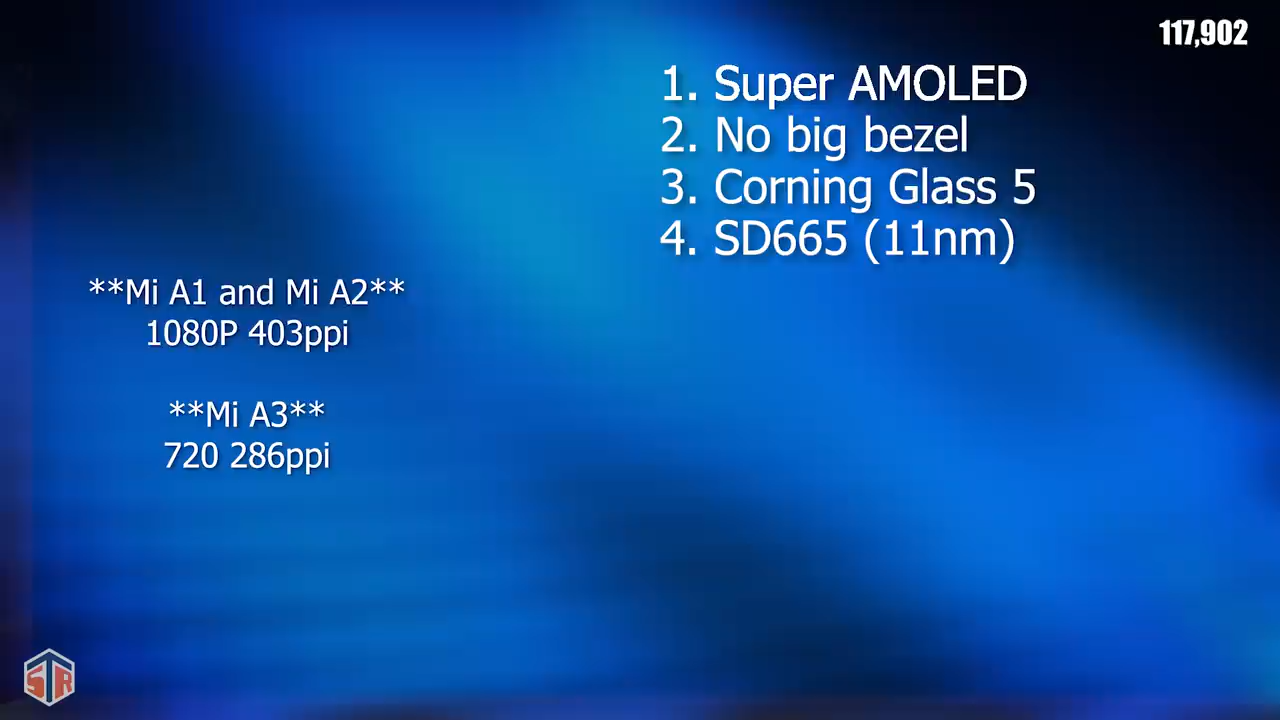 117,902
1. Super AMOLED
2. No big bezel
3. Corning Glass 5
4. SD665 (11nm)
**Mi A1 and Mi A2**
1080P 403ppi
**Mi A3**
720 286ppi
STR